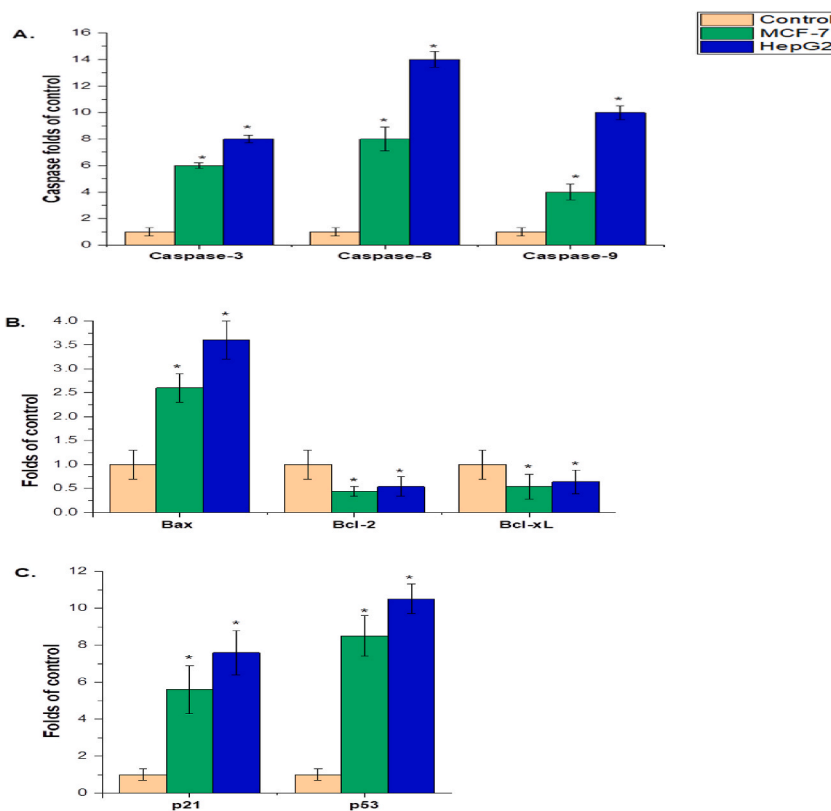 Control
MCF-7
HepG2
A.
Caspase folds of control
16
14
12
10
8
6
4
2
0
* * * * * *
Caspase-3 Caspase-8 Caspase-9
B.
Folds of control
4.0
3.5
3.0
2.5
2.0
1.5
1.0
0.5
0.0
* * * * * *
Bax Bcl-2 Bcl-xL
C.
Folds of control
12
10
8
6
4
2
0
* * * *
p21 p53